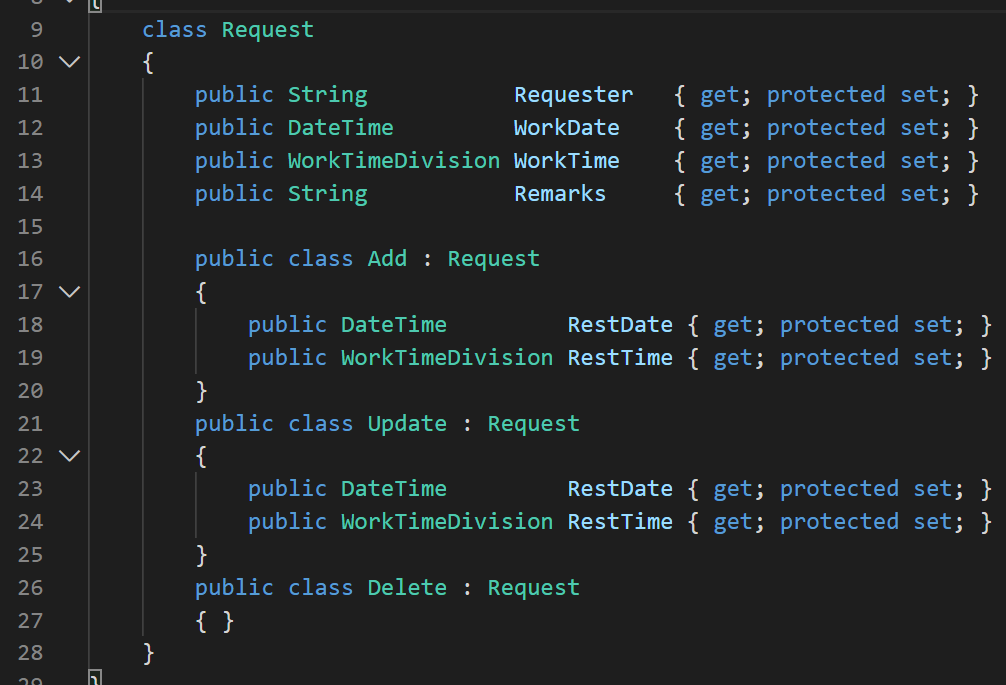 8 {
9 class Request
10 {
11 public String Requester { get; protected set; }
12 public DateTime WorkDate { get; protected set; }
13 public WorkTimeDivision WorkTime { get; protected set; }
14 public String Remarks { get; protected set; }
15
16 public class Add : Request
17 {
18 public DateTime RestDate { get; protected set; }
19 public WorkTimeDivision RestTime { get; protected set; }
20 }
21 public class Update : Request
22 {
23 public DateTime RestDate { get; protected set; }
24 public WorkTimeDivision RestTime { get; protected set; }
25 }
26 public class Delete : Request
27 { }
28 }
29 }